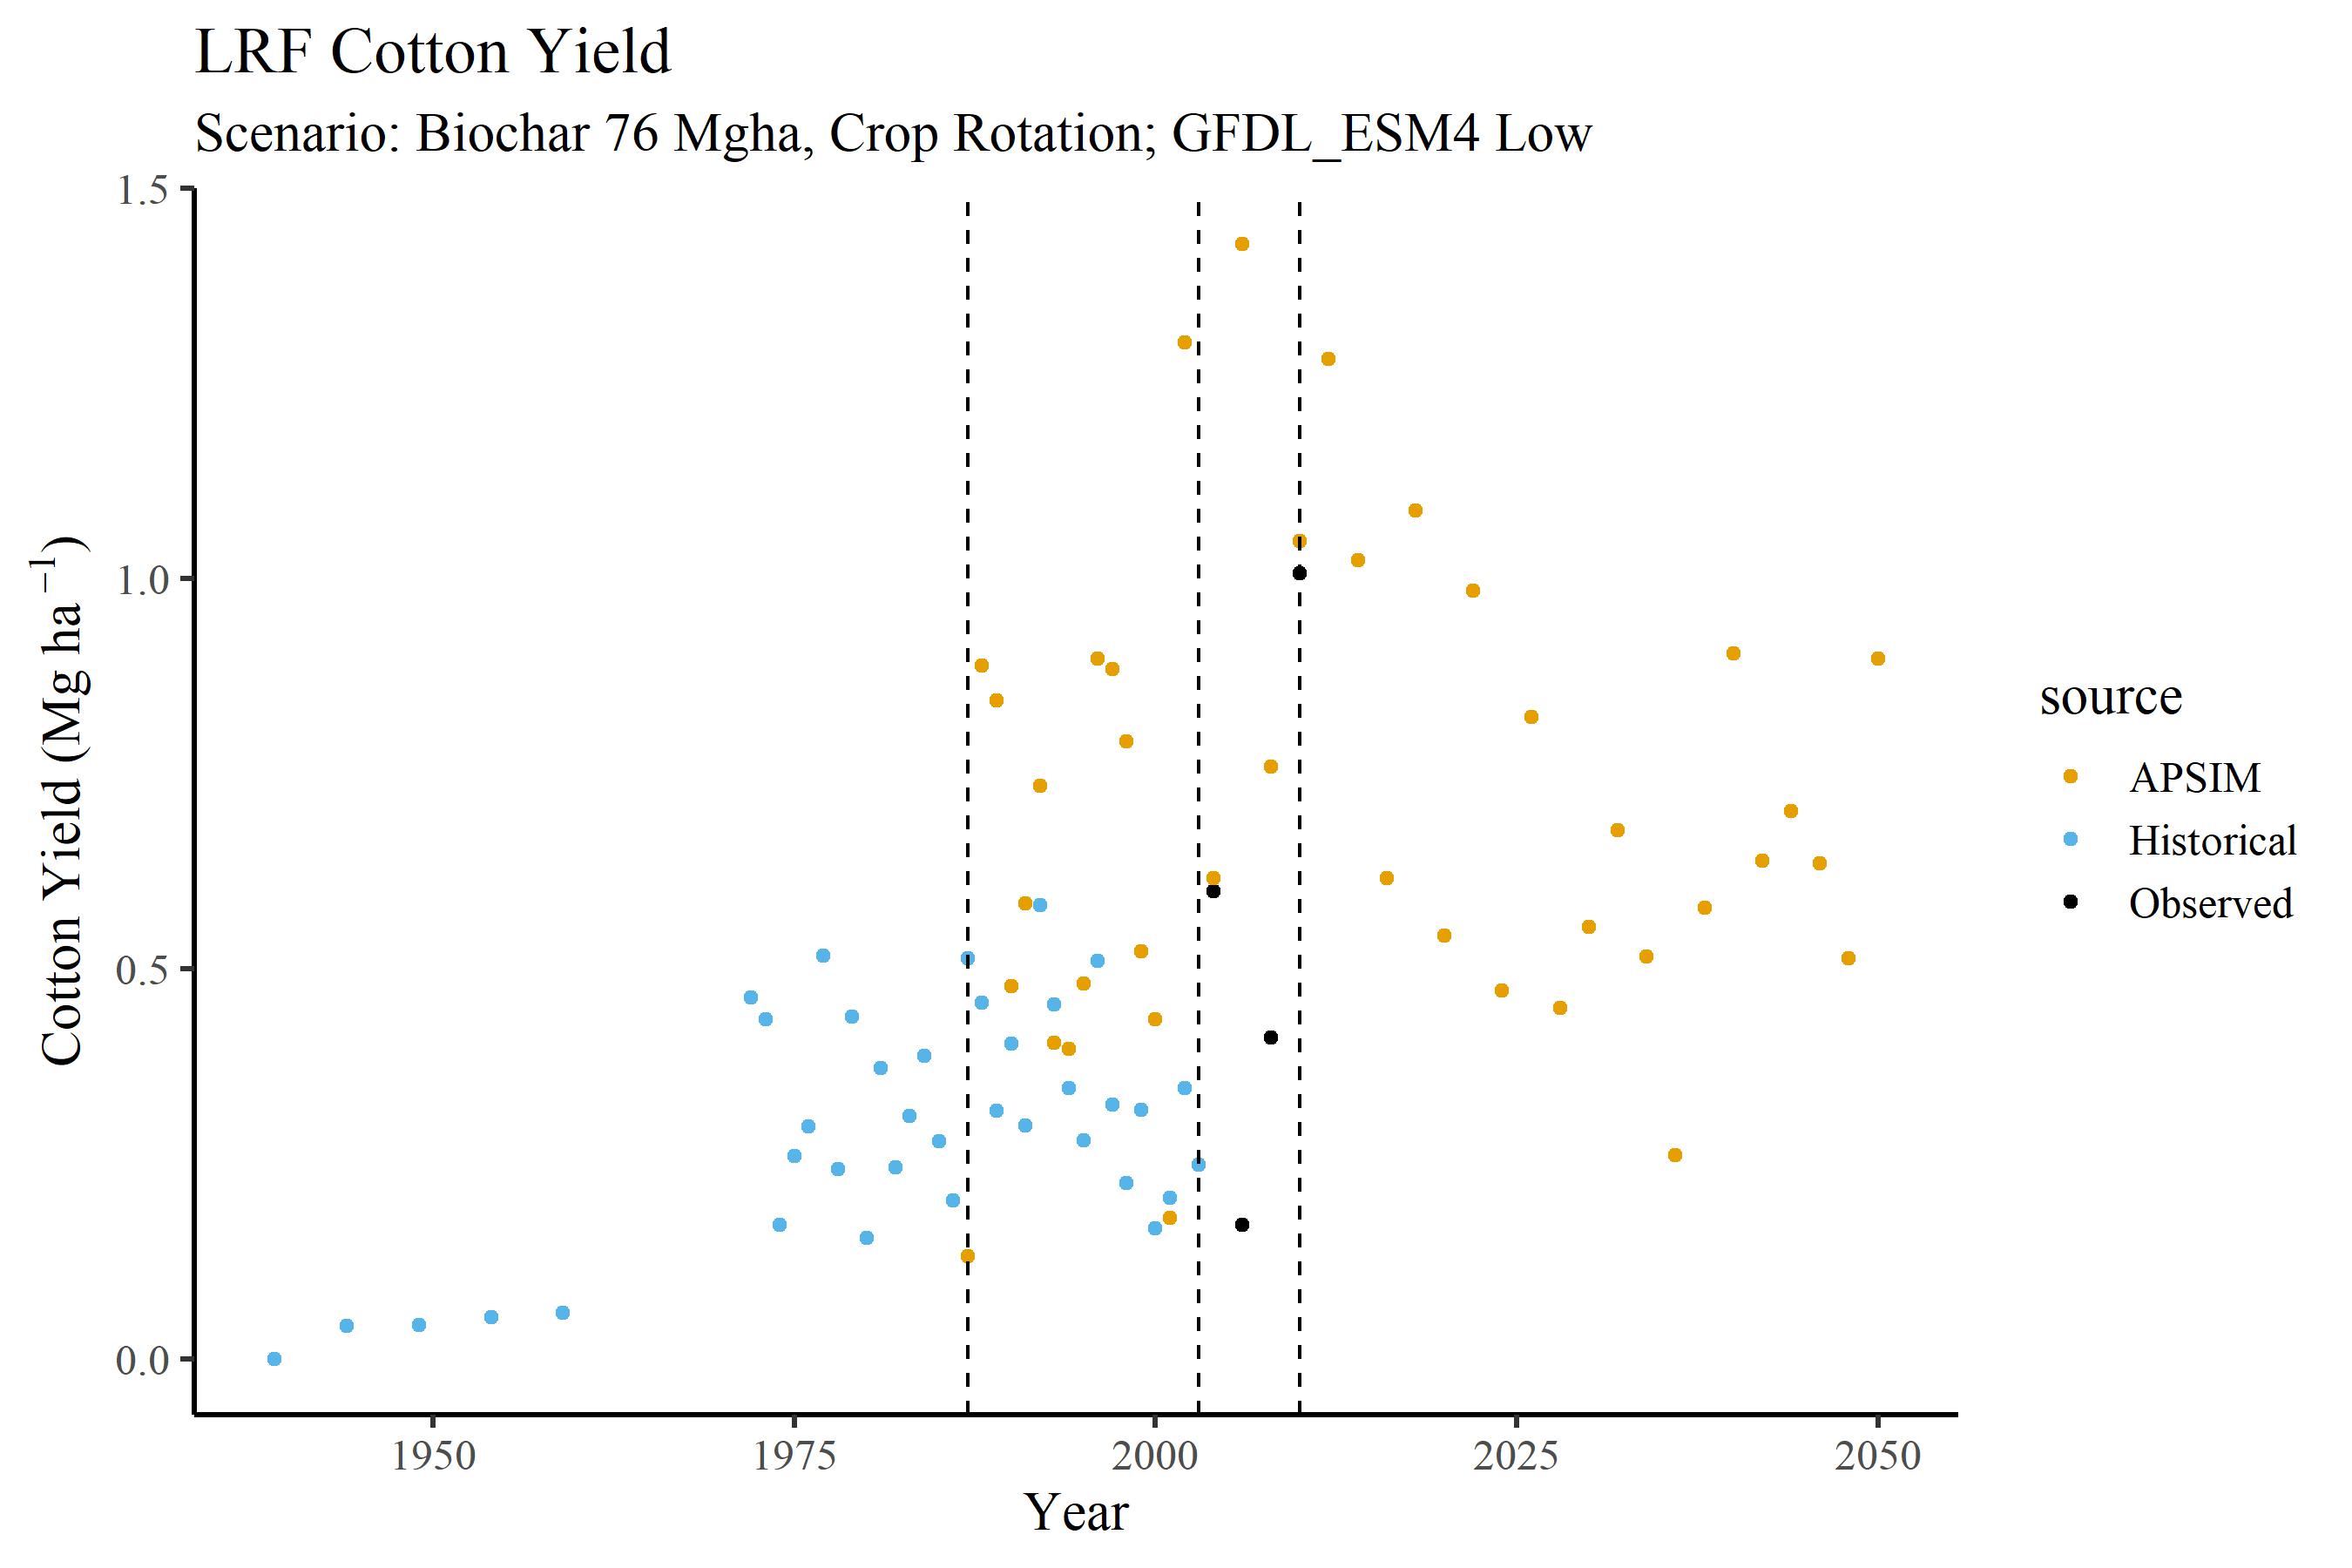 LRF Cotton Yield
Scenario: Biochar 76 Mgha, Crop Rotation; GFDL_ESM4 Low
1.5
1.0
0.5
0.0
Cotton Yield (Mg ha −1)
1950 1975 2000 2025 2050
Year
source
APSIM
Historical
Observed